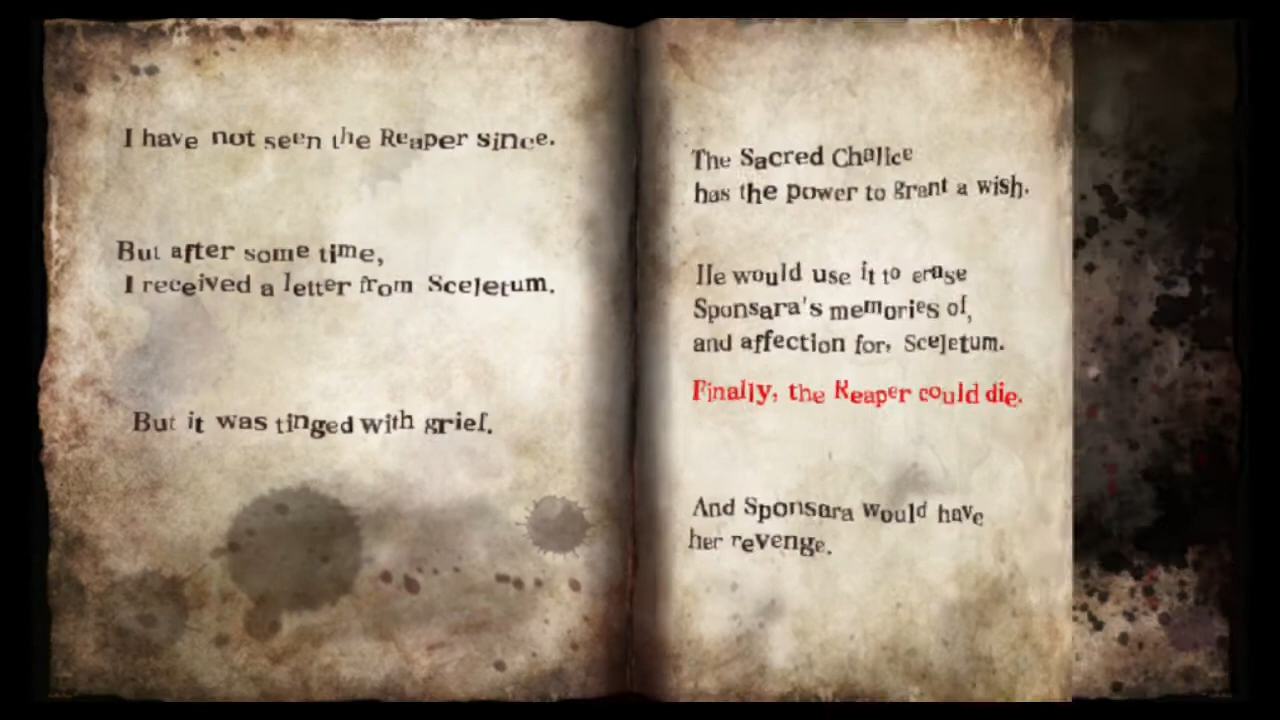 I have not seen the Reaper since.
But after some time,
I received a letter from Sceletum.
But it was tinged with grief.
The Sacred Chalice
has the power to grant a wish.
He would use it to erase
Sponsara's memories of,
and affection for, Sceletum.
Finally, the Reaper could die.
And Sponsara would have
her revenge.